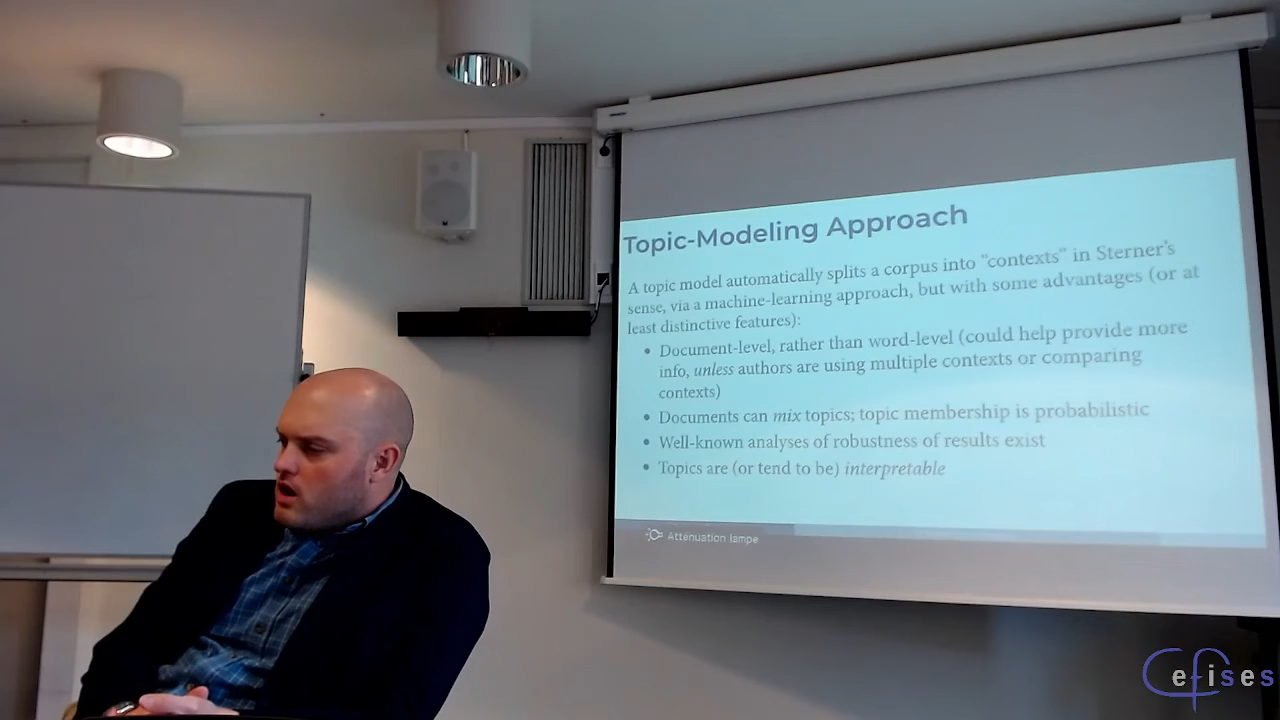 Topic-Modeling Approach
A topic model automatically splits a corpus into “contexts” in Sterner’s
sense, via a machine-learning approach, but with some advantages (or at
least distinctive features):
• Document-level, rather than word-level (could help provide more
info, unless authors are using multiple contexts or comparing
contexts)
• Documents can mix topics; topic membership is probabilistic
• Well-known analyses of robustness of results exist
• Topics are (or tend to be) interpretable
Attenuation lampe
Cefises